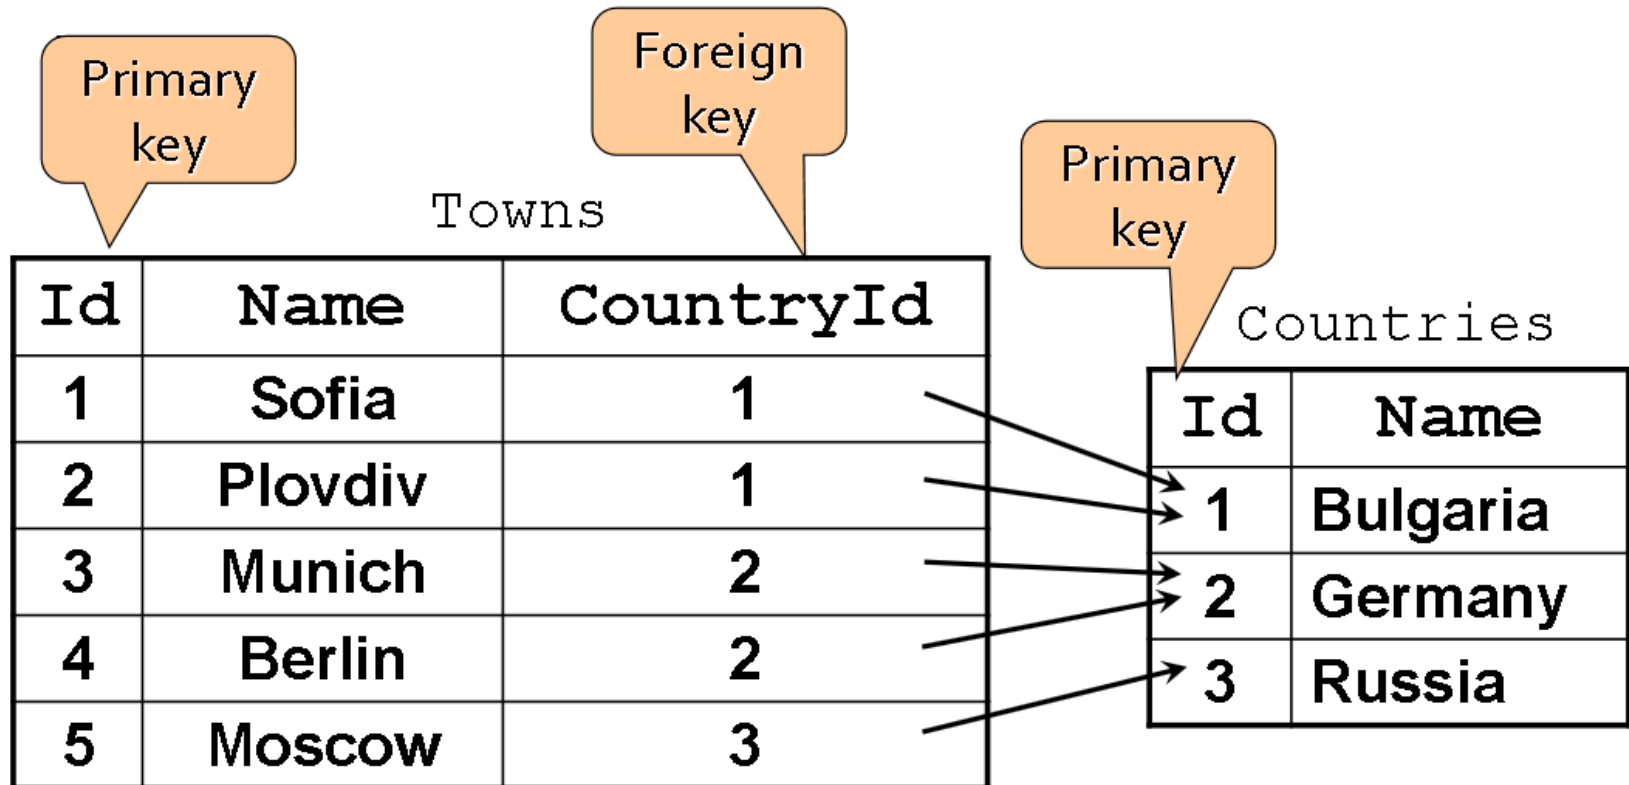 Primary
key
Foreign
key
Primary
key
Towns
Id Name CountryId
1 Sofia 1
2 Plovdiv 1
3 Munich 2
4 Berlin 2
5 Moscow 3
Countries
Id Name
1 Bulgaria
2 Germany
3 Russia